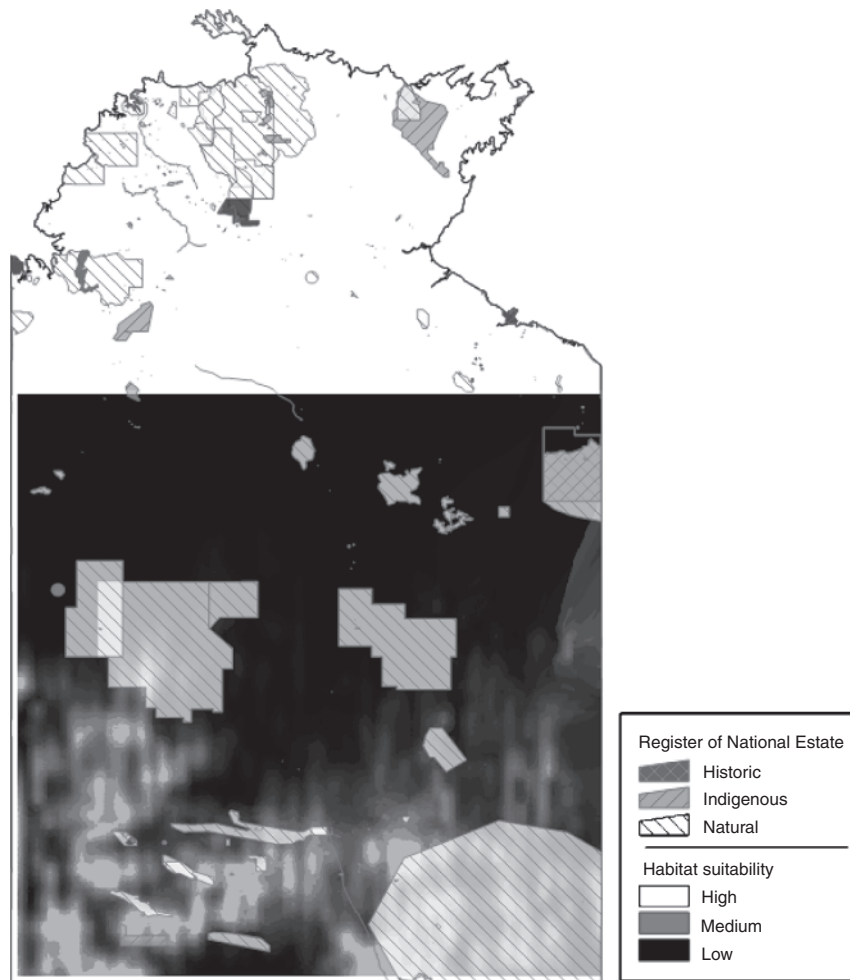 Register of National Estate
Historic
Indigenous
Natural
Habitat suitability
High
Medium
Low